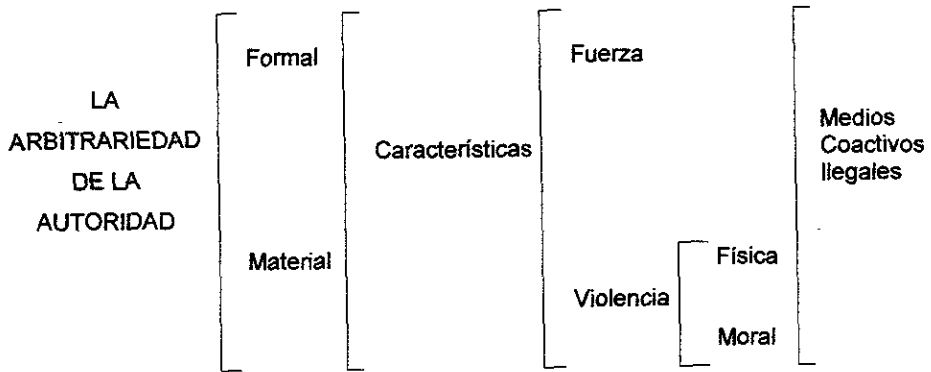 LA
ARBITRARIEDAD
DE LA
AUTORIDAD
Formal
Material
Características
Fuerza
Violencia
Física
Moral
Medios
Coactivos
Ilegales